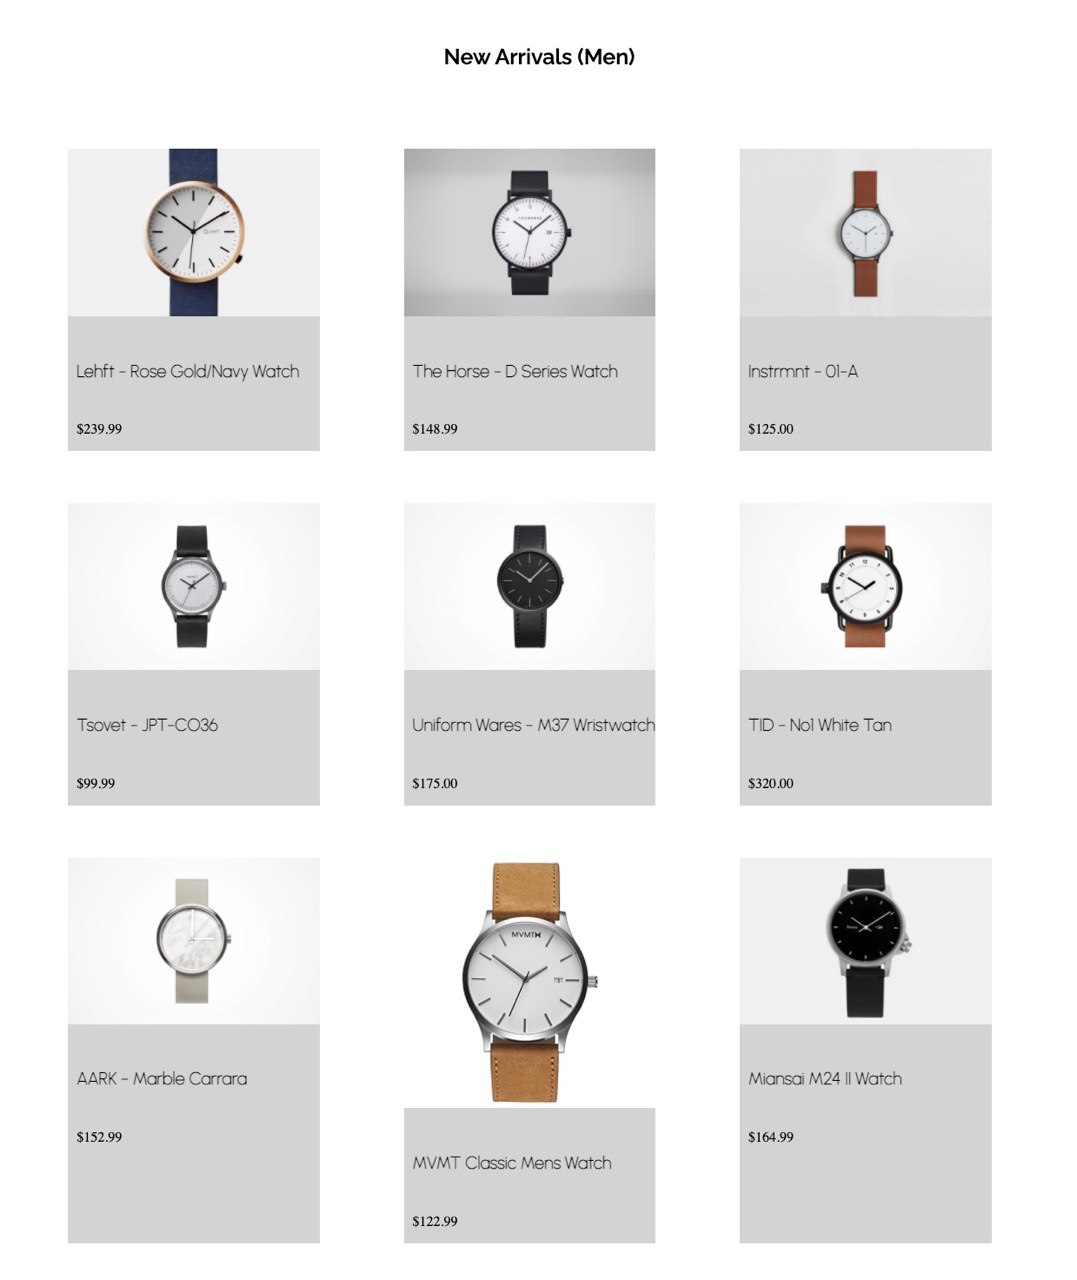 New Arrivals (Men)
Lehft - Rose Gold/Navy Watch
$239.99
THEHORSE
The Horse - D Series Watch
$148.99
Instrmnt - 01-A
$125.00
Tsovet - JPT-CO36
$99.99
Uniform Wares - M37 Wristwatch
$175.00
TID - No1 White Tan
$320.00
AARK - Marble Carrara
$152.99
MVMT
MVMT Classic Mens Watch
$122.99
Miansai M24 II Watch
$164.99